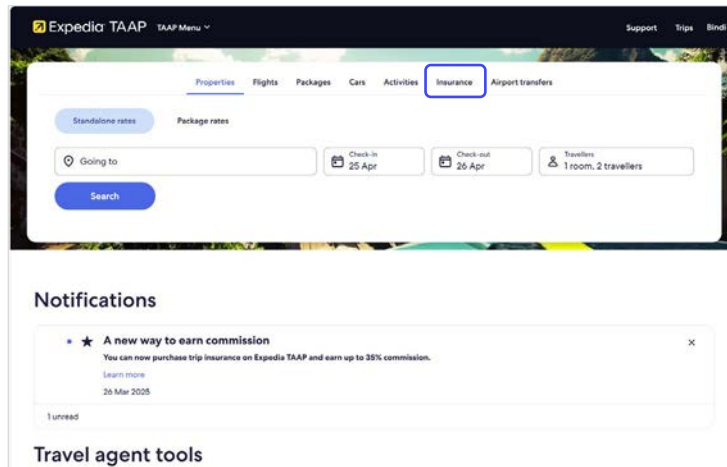 Expedia TAAP TAAP Menu Support Trips Bindi
Properties Flights Packages Cars Activities Insurance Airport transfers
Standalone rates Package rates
Going to
Check-in
25 Apr
Check-out
26 Apr
Travellers
1 room, 2 travellers
Search
Notifications
A new way to earn commission
You can now purchase trip insurance on Expedia TAAP and earn up to 35% commission.
Learn more
26 Mar 2025
1 unread
Travel agent tools